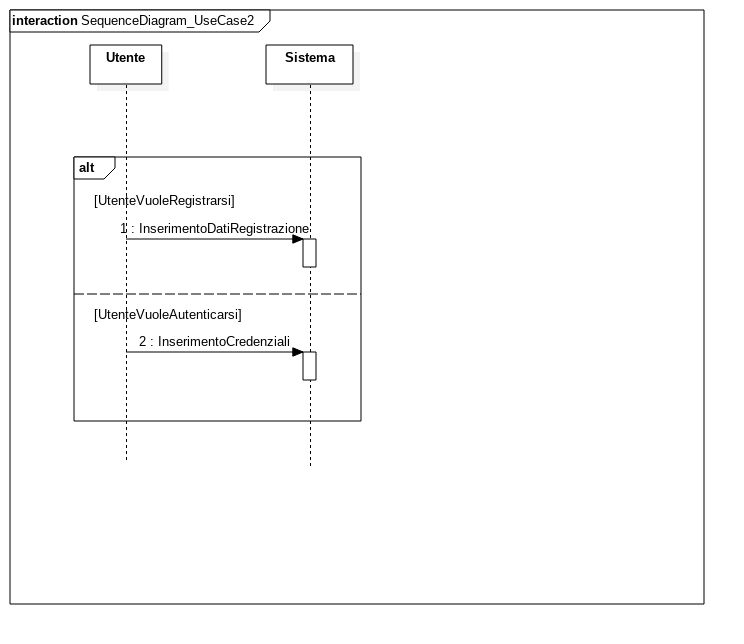 interaction SequenceDiagram_UseCase2
Utente
Sistema
alt
[UtenteVuoleRegistrarsi]
1 : InserimentoDatiRegistrazione
[UtenteVuoleAutenticarsi]
2 : InserimentoCredenziali